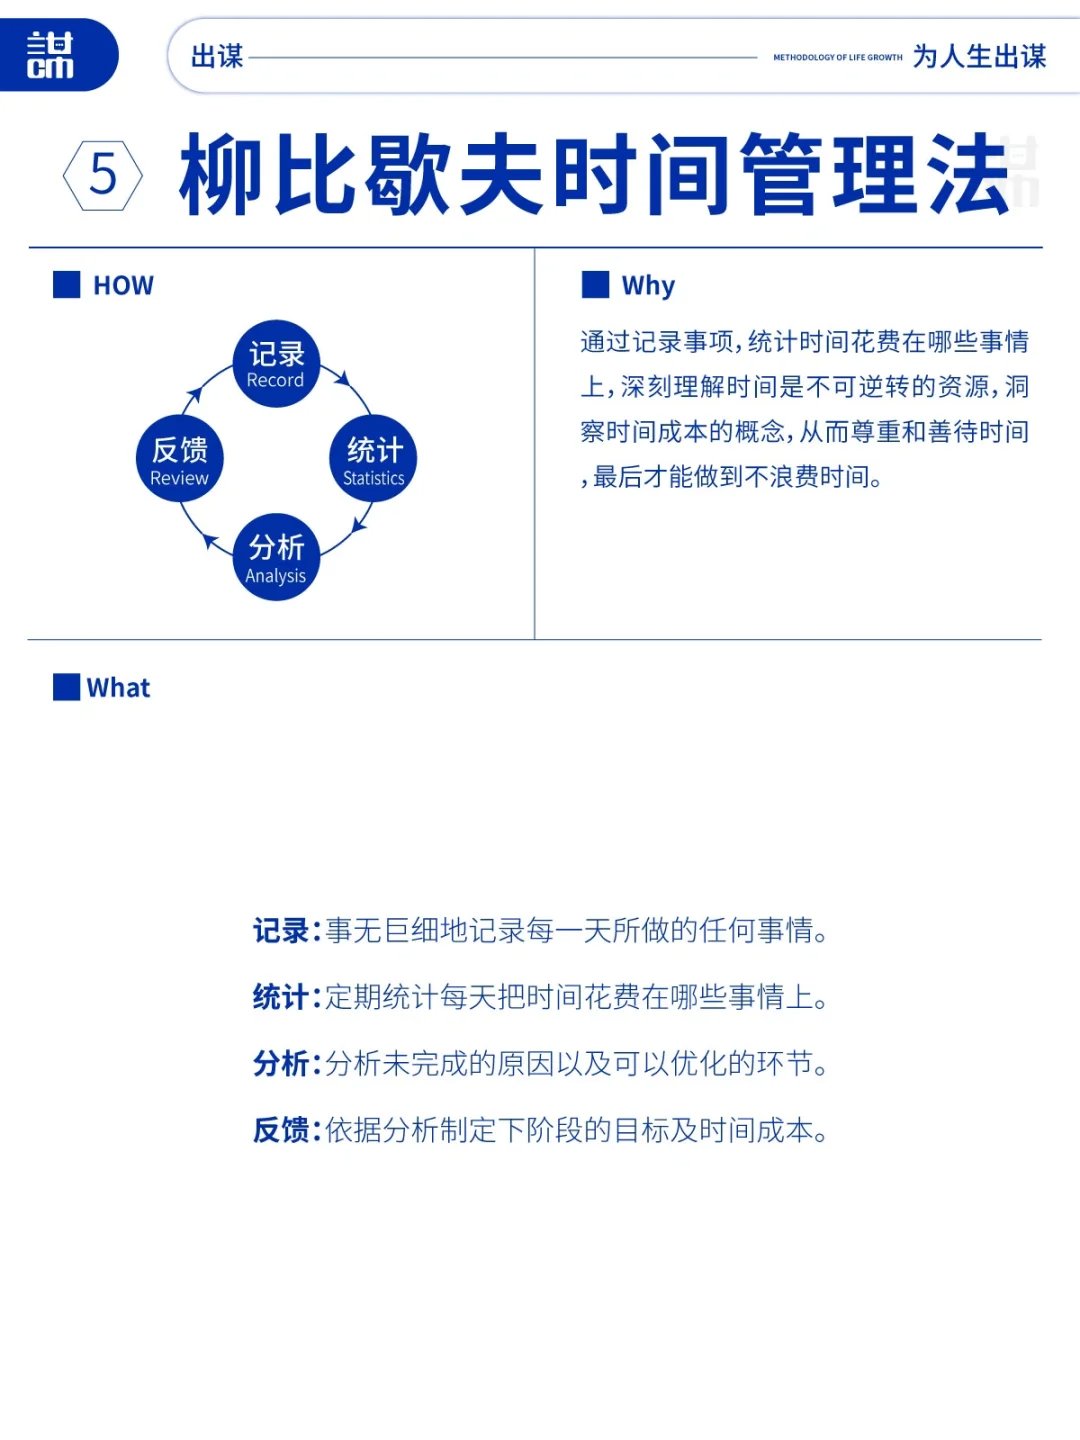 謀
cm
出谋
METHODOLOGY OF LIFE GROWTH
为人生出谋
5
柳比歇夫时间管理法
HOW
记录
Record
统计
Statistics
分析
Analysis
反馈
Review
Why
通过记录事项，统计时间花费在哪些事情
上，深刻理解时间是不可逆转的资源，洞
察时间成本的概念，从而尊重和善待时间
，最后才能做到不浪费时间。
What
记录：事无巨细地记录每一天所做的任何事情。
统计：定期统计每天把时间花费在哪些事情上。
分析：分析未完成的原因以及可以优化的环节。
反馈：依据分析制定下阶段的目标及时间成本。